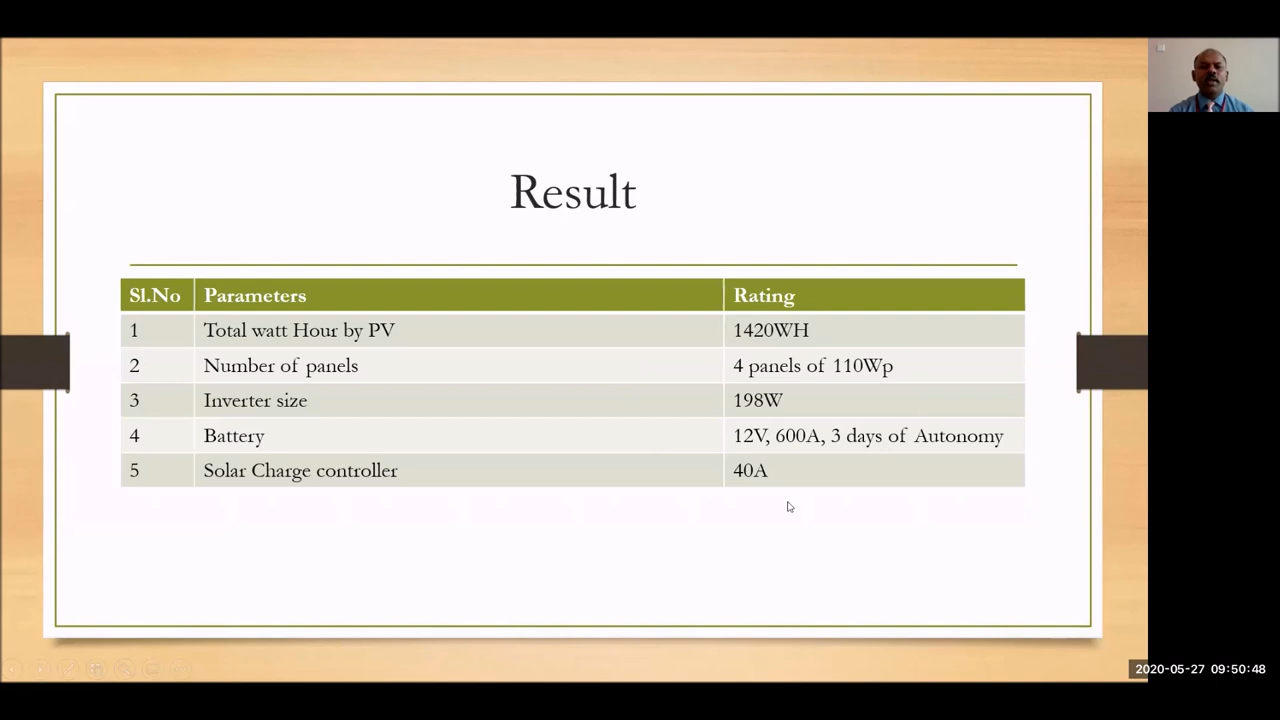 Result
Sl.No Parameters Rating
1 Total watt Hour by PV 1420WH
2 Number of panels 4 panels of 110Wp
3 Inverter size 198W
4 Battery 12V, 600A, 3 days of Autonomy
5 Solar Charge controller 40A
2020-05-27 09:50:48